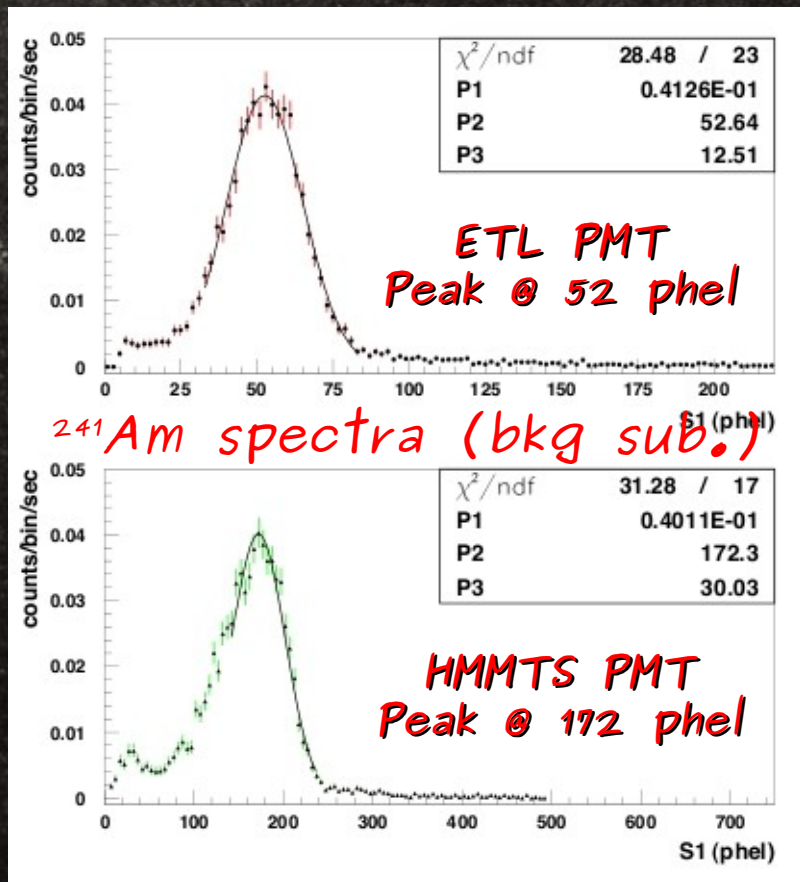 counts/bin/sec
0.05
0.04
0.03
0.02
0.01
0
χ²/ndf 28.48 / 23
P1 0.4126E-01
P2 52.64
P3 12.51
ETL PMT
Peak @ 52 phel
0 25 50 75 100 125 150 175 200
S1 (phel)
²⁴¹Am spectra (bkg sub.)
counts/bin/sec
0.05
0.04
0.03
0.02
0.01
0
χ²/ndf 31.28 / 17
P1 0.4011E-01
P2 172.3
P3 30.03
HMMTS PMT
Peak @ 172 phel
0 100 200 300 400 500 600 700
S1 (phel)